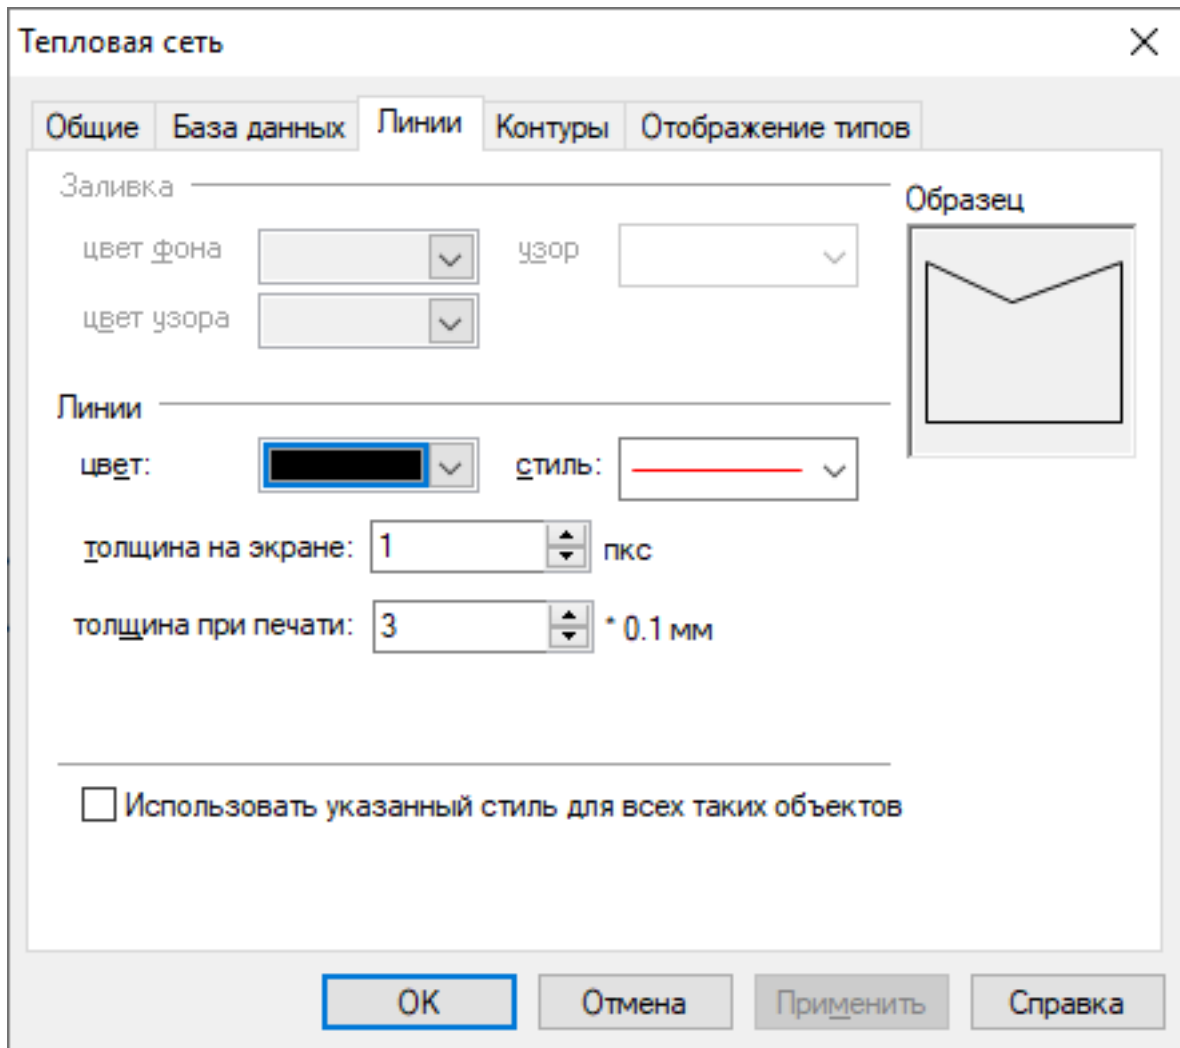 Тепловая сеть
Общие База данных Линии Контуры Отображение типов
Заливка
Образец
цвет фона узор
цвет узора
Линии
цвет: стиль:
толщина на экране: 1 пкс
толщина при печати: 3 * 0.1 мм
Использовать указанный стиль для всех таких объектов
OK Отмена Применить Справка